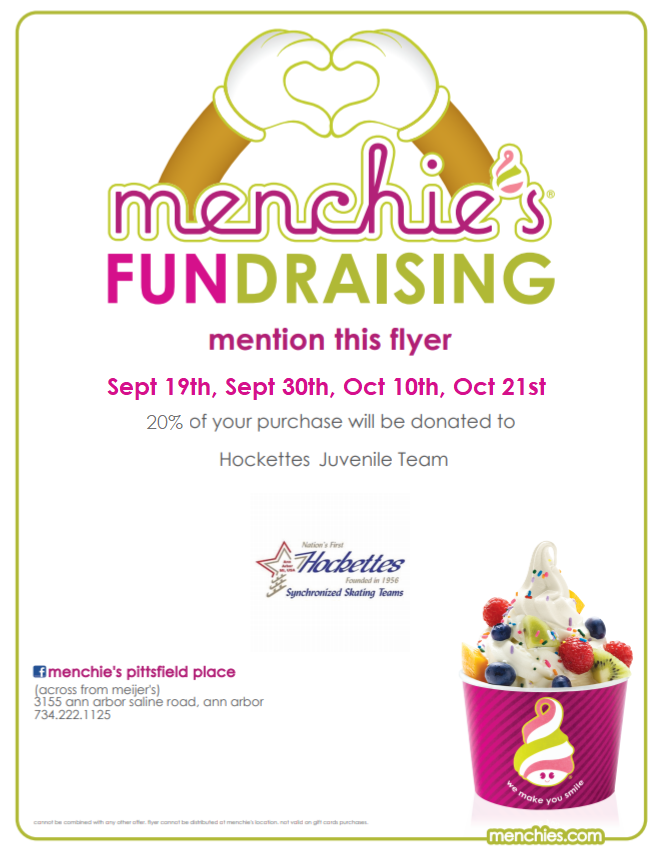 menchie's®
FUNDRAISING
mention this flyer
Sept 19th, Sept 30th, Oct 10th, Oct 21st
20% of your purchase will be donated to
Hockettes Juvenile Team
Nation's First
Hockettes
Founded in 1956
Synchronized Skating Teams
menchie's pittsfield place
(across from meijer's)
3155 ann arbor saline road, ann arbor
734.222.1125
we make you smile
cannot be combined with any other offer. flyer cannot be distributed at menchie's location. not valid on gift cards purchases.
menchies.com